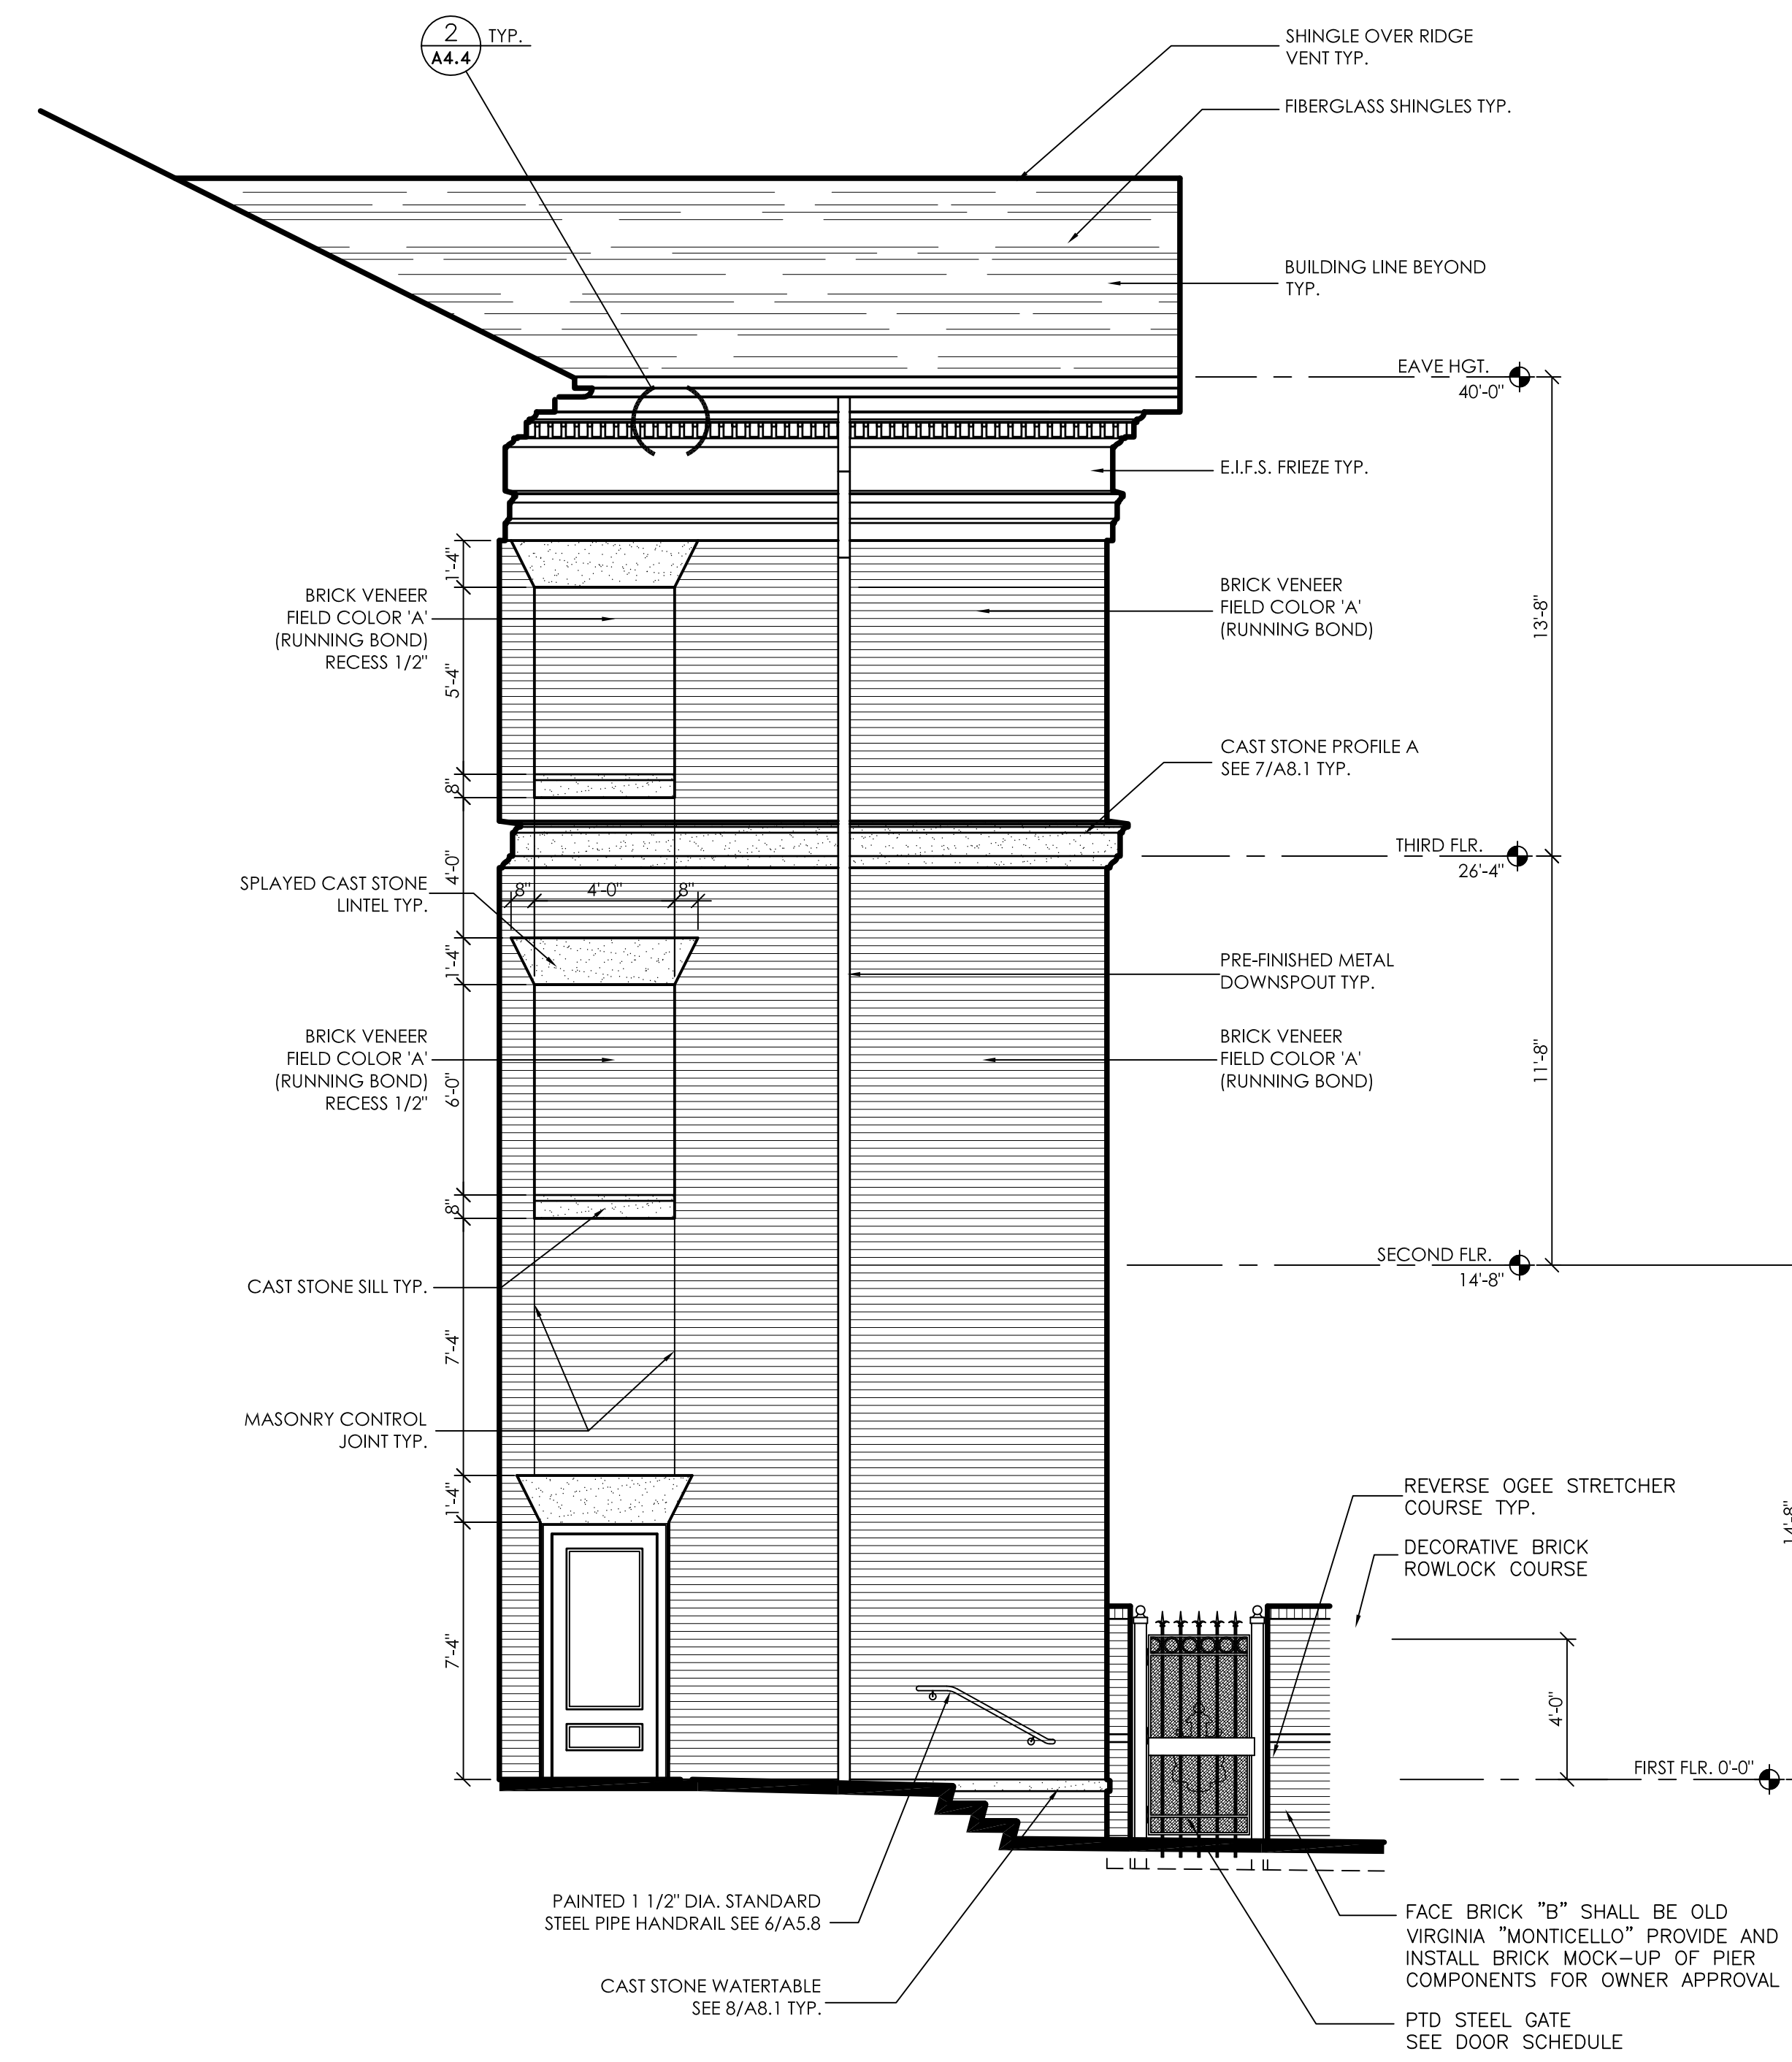 2 TYP.
A4.4
SHINGLE OVER RIDGE
VENT TYP.
FIBERGLASS SHINGLES TYP.
BUILDING LINE BEYOND
TYP.
EAVE HGT.
40'-0"
E.I.F.S. FRIEZE TYP.
1'-4"
BRICK VENEER
FIELD COLOR 'A'
(RUNNING BOND)
RECESS 1/2"
5'-4"
BRICK VENEER
FIELD COLOR 'A'
(RUNNING BOND)
13'-8"
8"
CAST STONE PROFILE A
SEE 7/A8.1 TYP.
THIRD FLR.
26'-4"
4'-0"
SPLAYED CAST STONE
LINTEL TYP.
8" 4'-0" 8"
1'-4"
PRE-FINISHED METAL
DOWNSPOUT TYP.
BRICK VENEER
FIELD COLOR 'A'
(RUNNING BOND)
RECESS 1/2"
6'-0"
BRICK VENEER
FIELD COLOR 'A'
(RUNNING BOND)
11'-8"
8"
SECOND FLR.
14'-8"
CAST STONE SILL TYP.
7'-4"
MASONRY CONTROL
JOINT TYP.
1'-4"
REVERSE OGEE STRETCHER
COURSE TYP.
14'-8"
DECORATIVE BRICK
ROWLOCK COURSE
7'-4"
4'-0"
FIRST FLR. 0'-0"
PAINTED 1 1/2" DIA. STANDARD
STEEL PIPE HANDRAIL SEE 6/A5.8
FACE BRICK "B" SHALL BE OLD
VIRGINIA "MONTICELLO" PROVIDE AND
INSTALL BRICK MOCK-UP OF PIER
COMPONENTS FOR OWNER APPROVAL
CAST STONE WATERTABLE
SEE 8/A8.1 TYP.
PTD STEEL GATE
SEE DOOR SCHEDULE